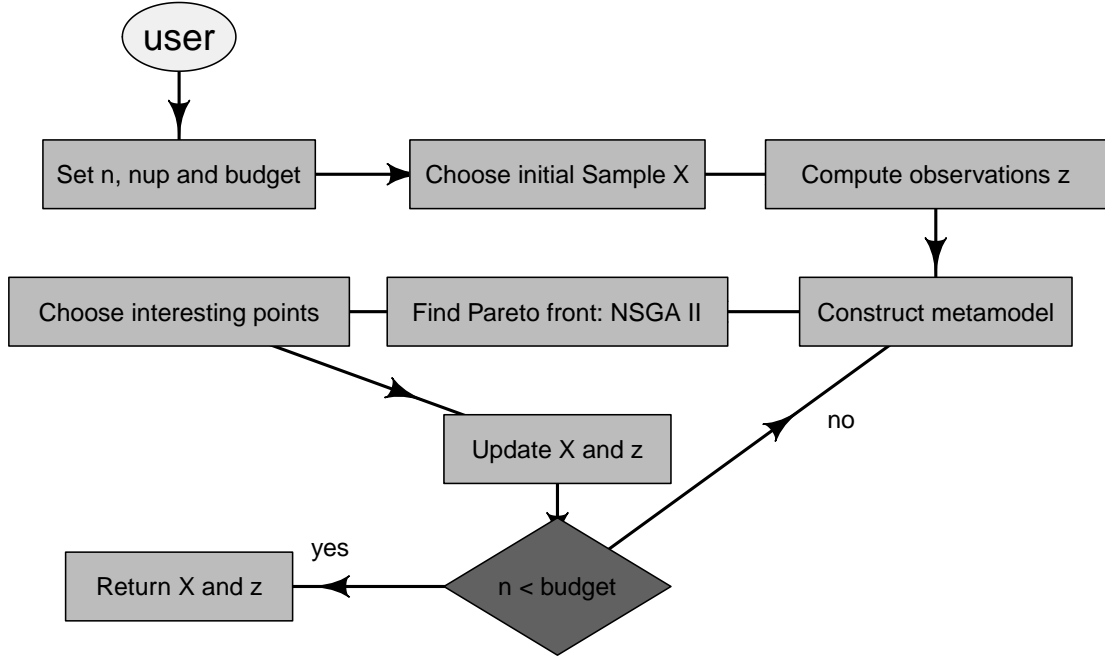 user
Set n, nup and budget
Choose initial Sample X
Compute observations z
Choose interesting points
Find Pareto front: NSGA II
Construct metamodel
no
Update X and z
yes
Return X and z
n < budget